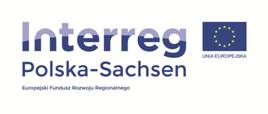 Interreg
Polska-Sachsen
Europejski Fundusz Rozwoju Regionalnego
UNIA EUROPEJSKA